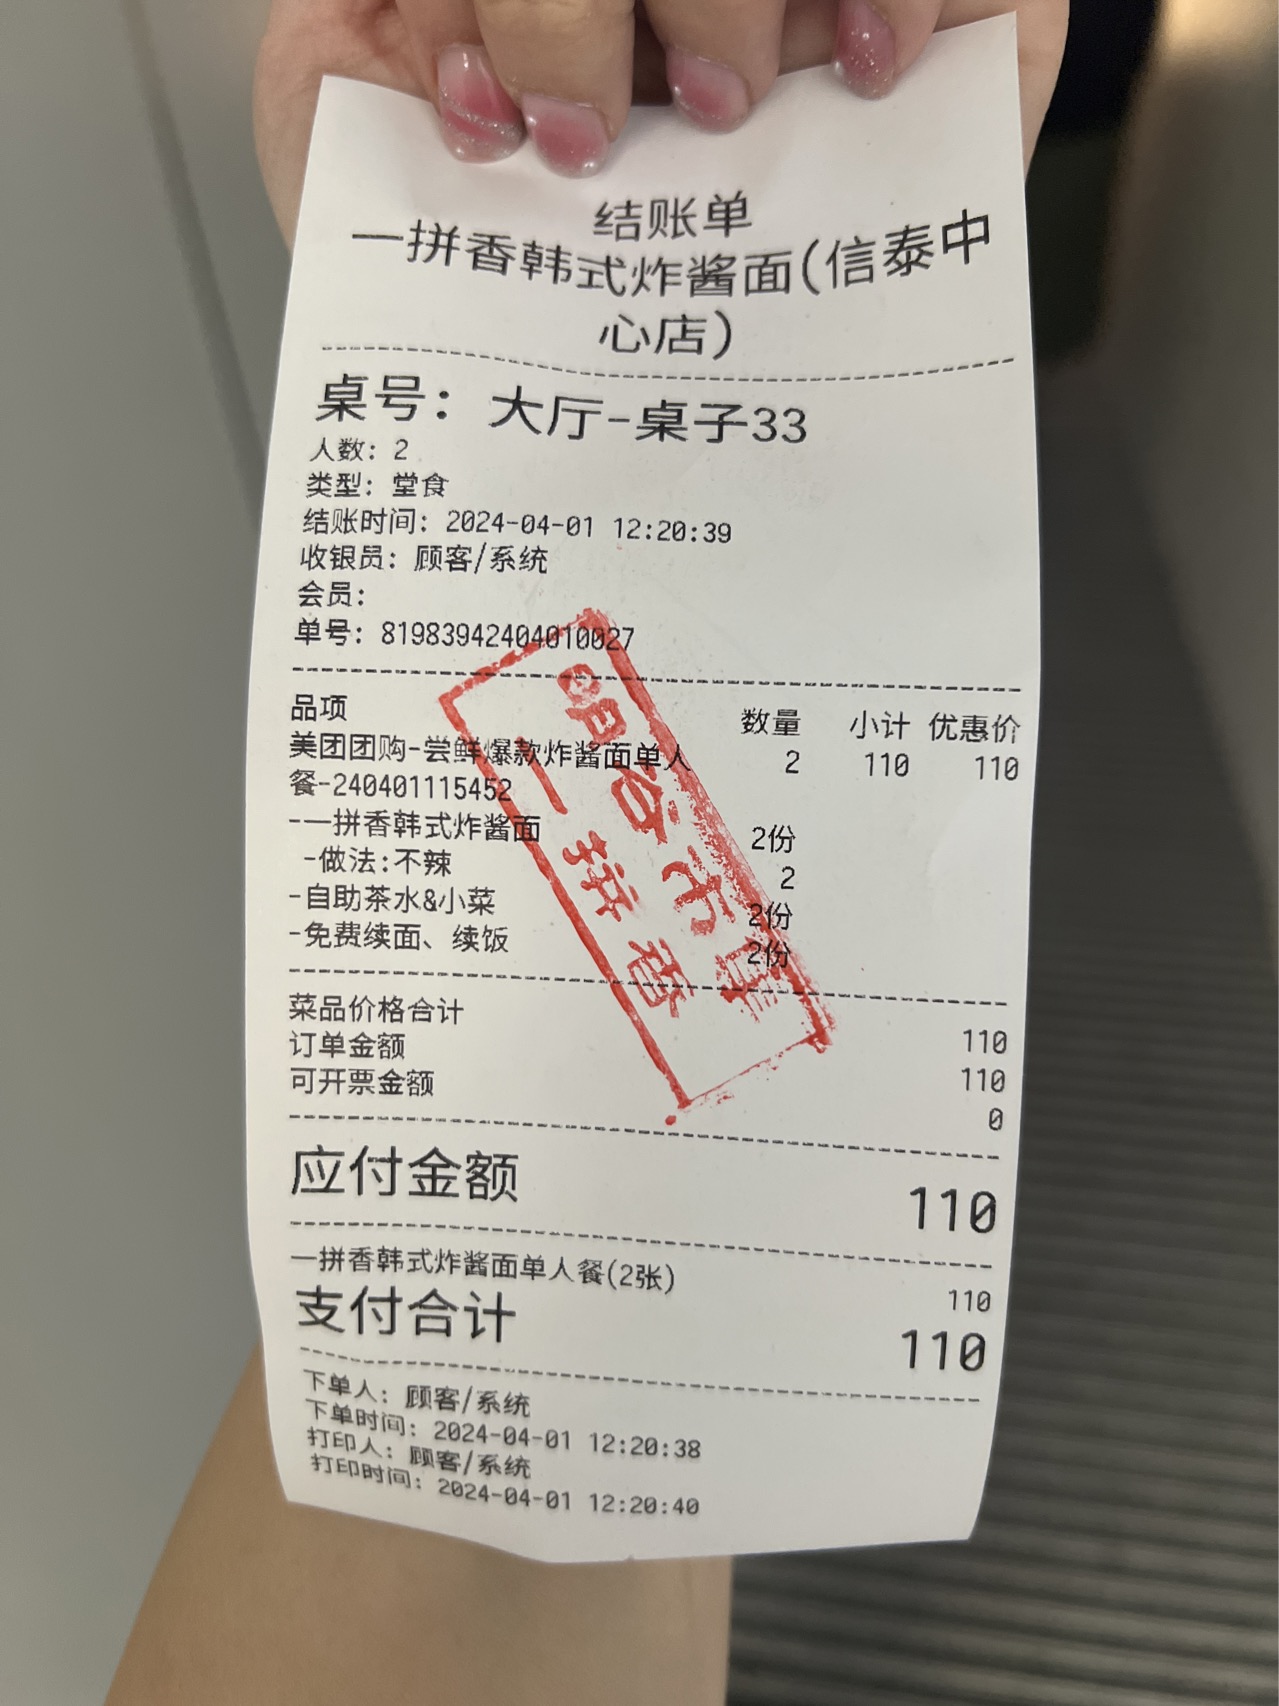 结账单
一拼香韩式炸酱面(信泰中
心店)
桌号: 大厅-桌子33
人数: 2
类型: 堂食
结账时间: 2024-04-01 12:20:39
收银员: 顾客/系统
会员:
单号: 81983942404010027
品项 数量 小计 优惠价
美团团购-尝鲜爆款炸酱面单人 2 110 110
餐-240401115452
-一拼香韩式炸酱面 2份
-做法:不辣 2
-自助茶水&小菜 2份
-免费续面、续饭 2份
菜品价格合计 110
订单金额 110
可开票金额 0
应付金额 110
一拼香韩式炸酱面单人餐(2张) 110
支付合计 110
下单人: 顾客/系统
下单时间: 2024-04-01 12:20:38
打印人: 顾客/系统
打印时间: 2024-04-01 12:20:40
谷市集
一拼香